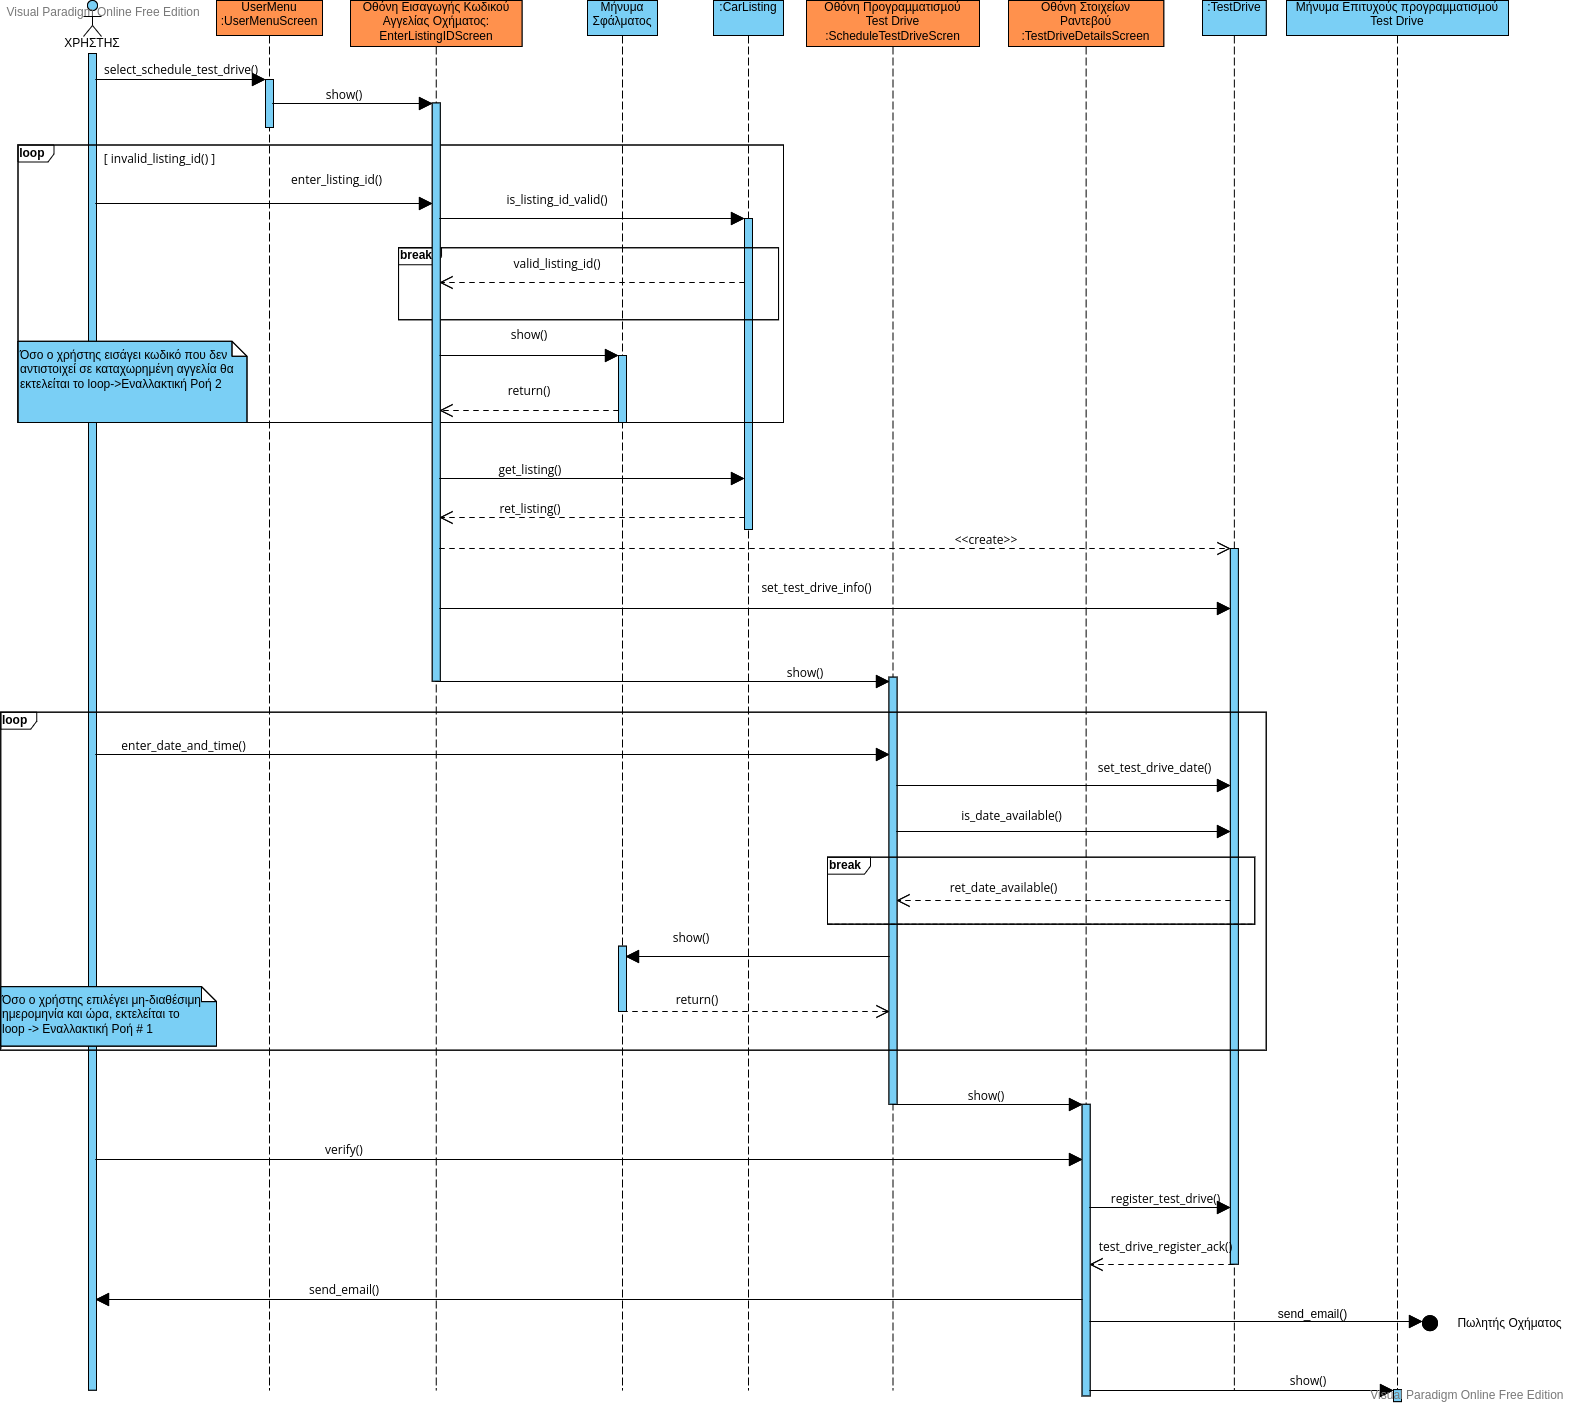 Visual Paradigm Online Free Edition
ΧΡΗΣΤΗΣ
UserMenu
:UserMenuScreen
Οθόνη Εισαγωγής Κωδικού
Αγγελίας Οχήματος:
EnterListingIDScreen
Μήνυμα
Σφάλματος
:CarListing
Οθόνη Προγραμματισμού
Test Drive
:ScheduleTestDriveScren
Οθόνη Στοιχείων
Ραντεβού
:TestDriveDetailsScreen
:TestDrive
Μήνυμα Επιτυχούς προγραμματισμού
Test Drive
select_schedule_test_drive()
show()
loop
[ invalid_listing_id() ]
enter_listing_id()
is_listing_id_valid()
break
valid_listing_id()
show()
Όσο ο χρήστης εισάγει κωδικό που δεν
αντιστοιχεί σε καταχωρημένη αγγελία θα
εκτελείται το loop->Εναλλακτική Ροή 2
return()
get_listing()
ret_listing()
<<create>>
set_test_drive_info()
show()
loop
enter_date_and_time()
set_test_drive_date()
is_date_available()
break
ret_date_available()
show()
return()
Όσο ο χρήστης επιλέγει μη-διαθέσιμη
ημερομηνία και ώρα, εκτελείται το
loop -> Εναλλακτική Ροή # 1
show()
verify()
register_test_drive()
test_drive_register_ack()
send_email()
send_email()
Πωλητής Οχήματος
show()
Visual Paradigm Online Free Edition